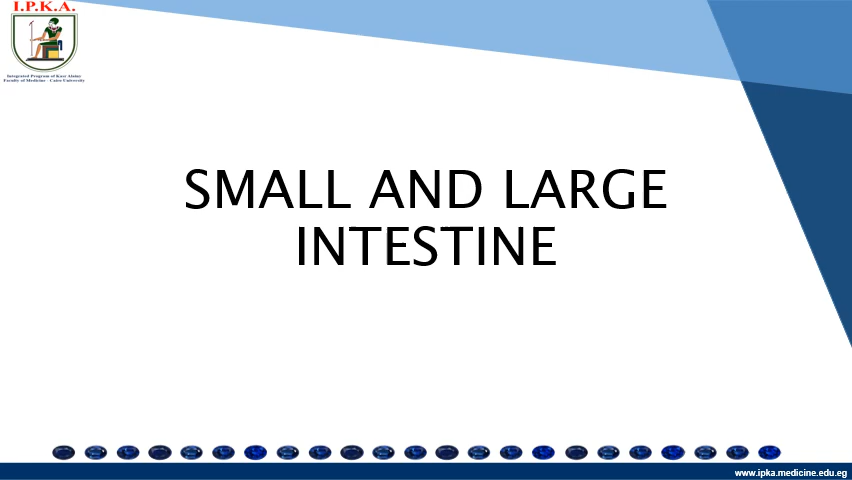 I.P.K.A.
Integrated Program of Kasr Alainy
Faculty of Medicine - Cairo University
SMALL AND LARGE
INTESTINE
www.ipka.medicine.edu.eg